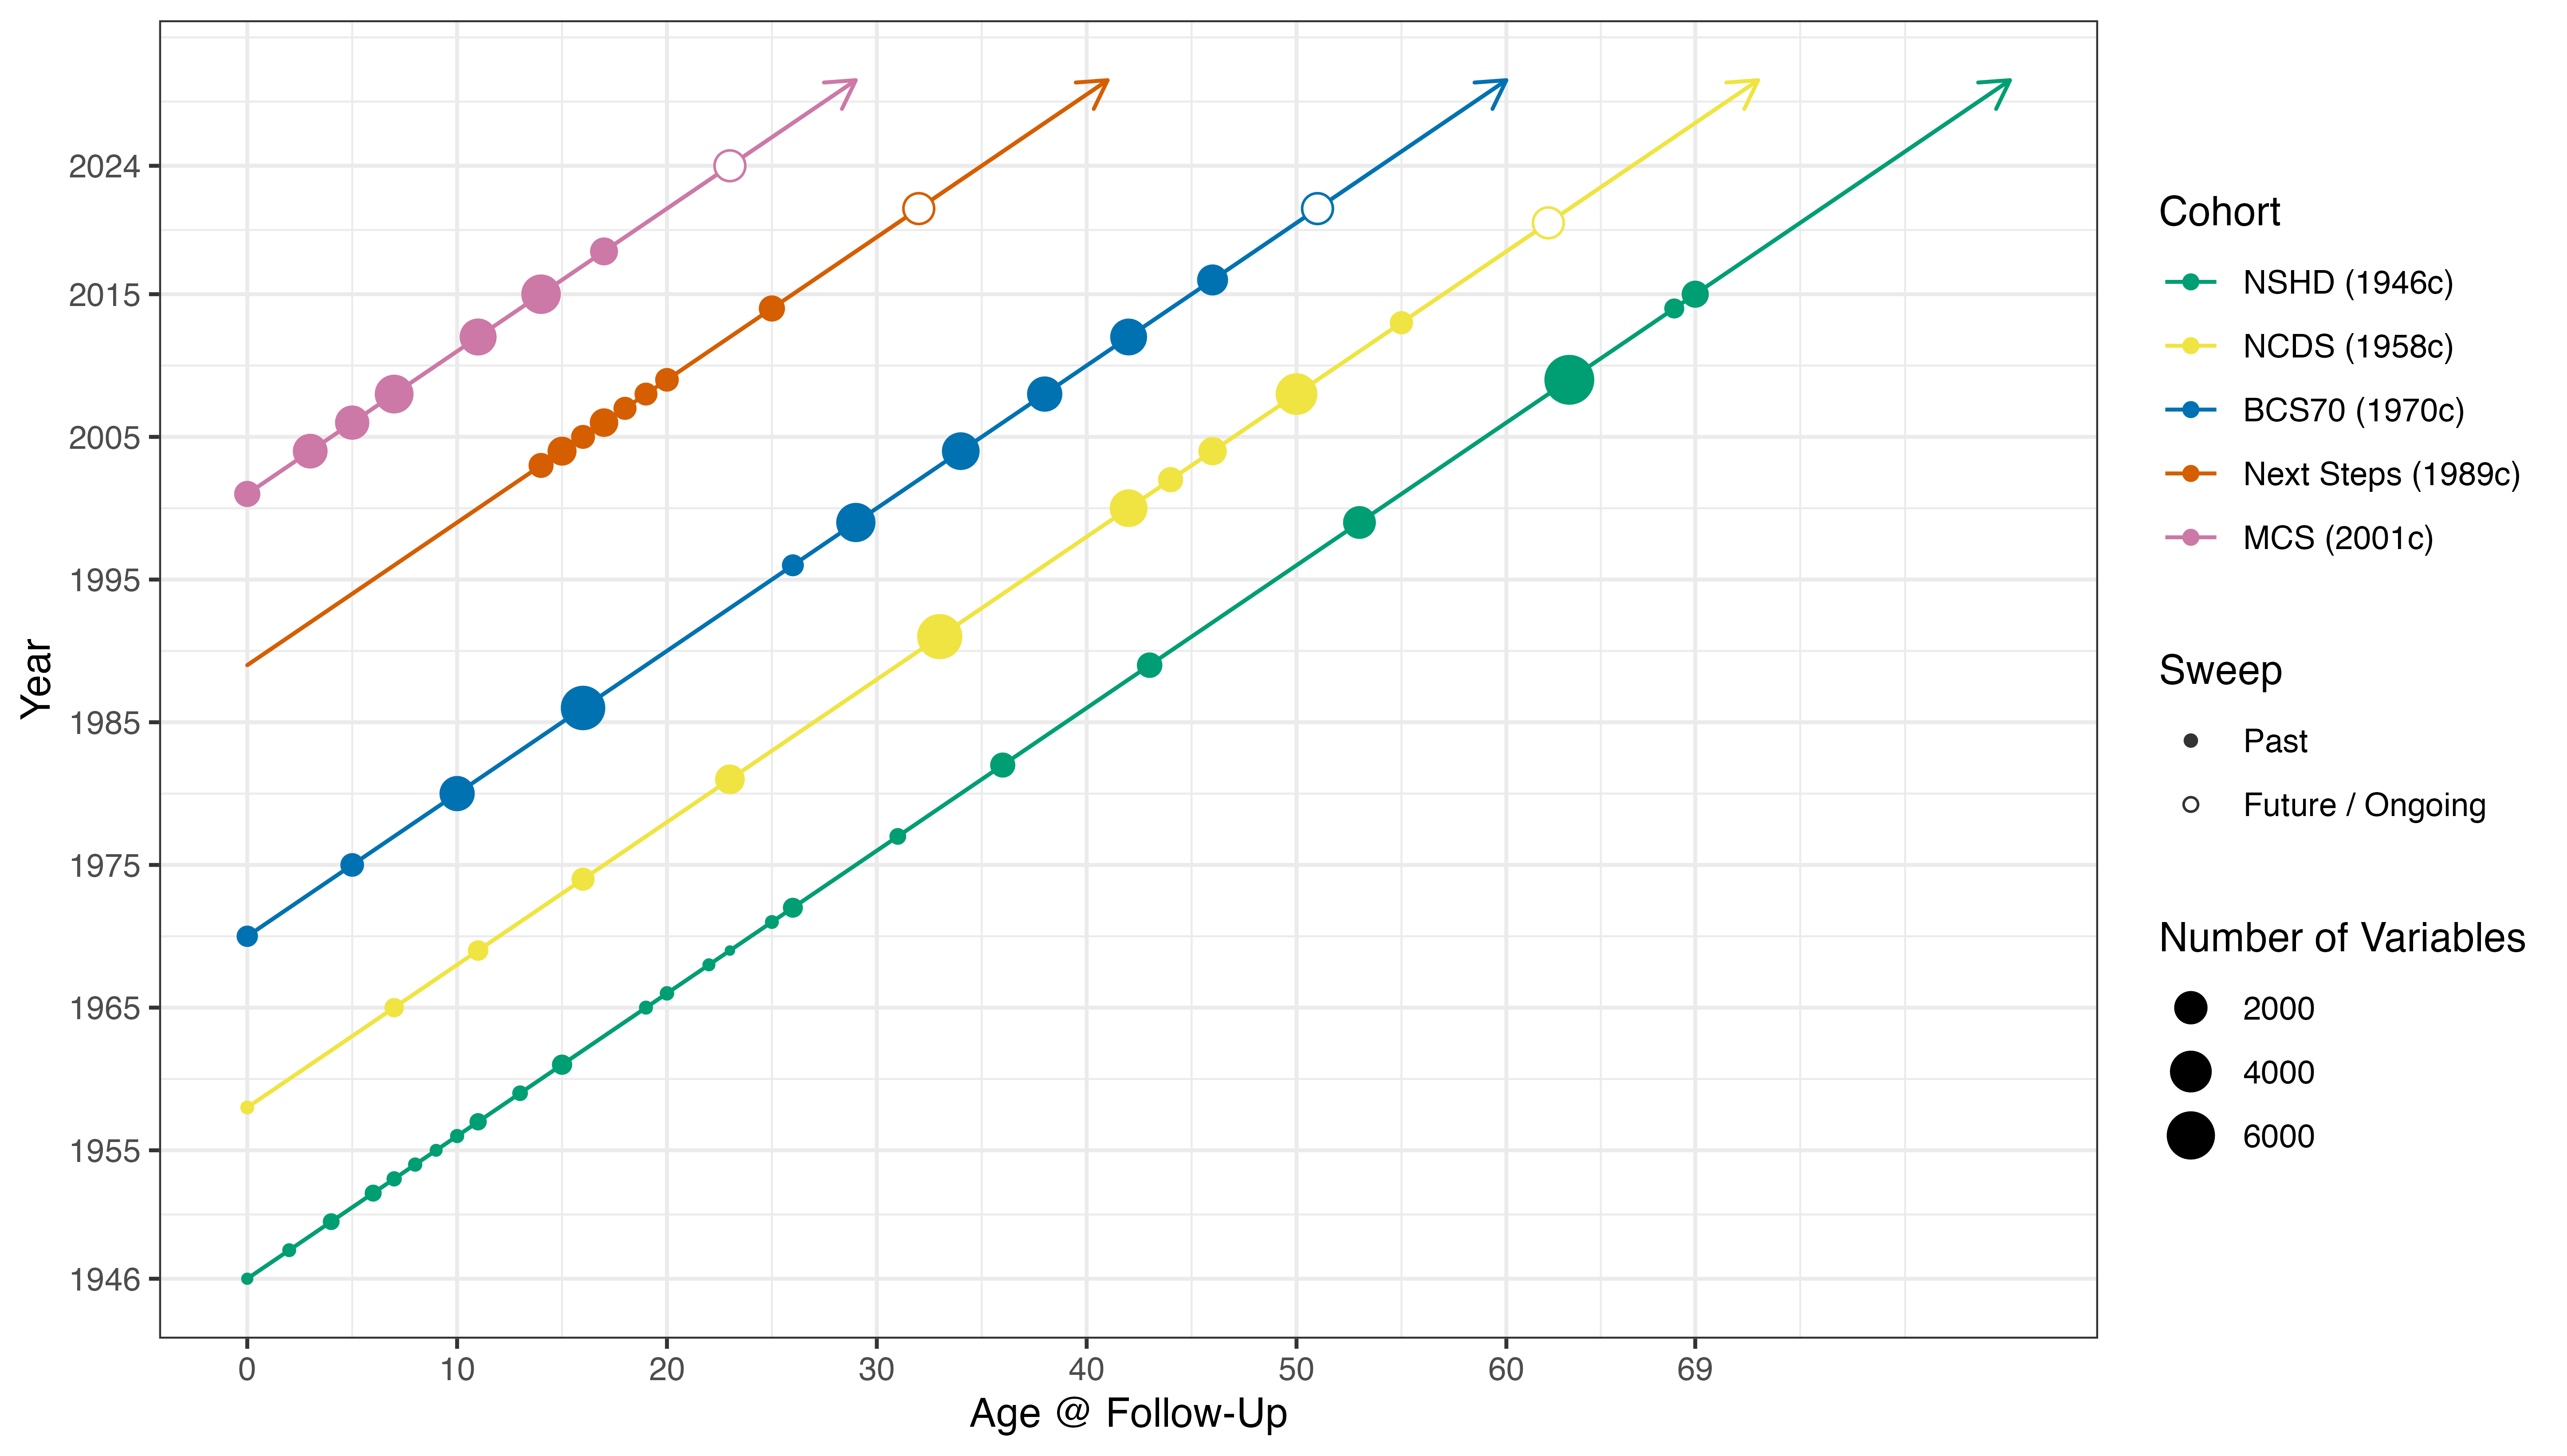 2024
2015
2005
1995
1985
1975
1965
1955
1946
Year
0 10 20 30 40 50 60 69
Age @ Follow-Up
Cohort
NSHD (1946c)
NCDS (1958c)
BCS70 (1970c)
Next Steps (1989c)
MCS (2001c)
Sweep
Past
Future / Ongoing
Number of Variables
2000
4000
6000